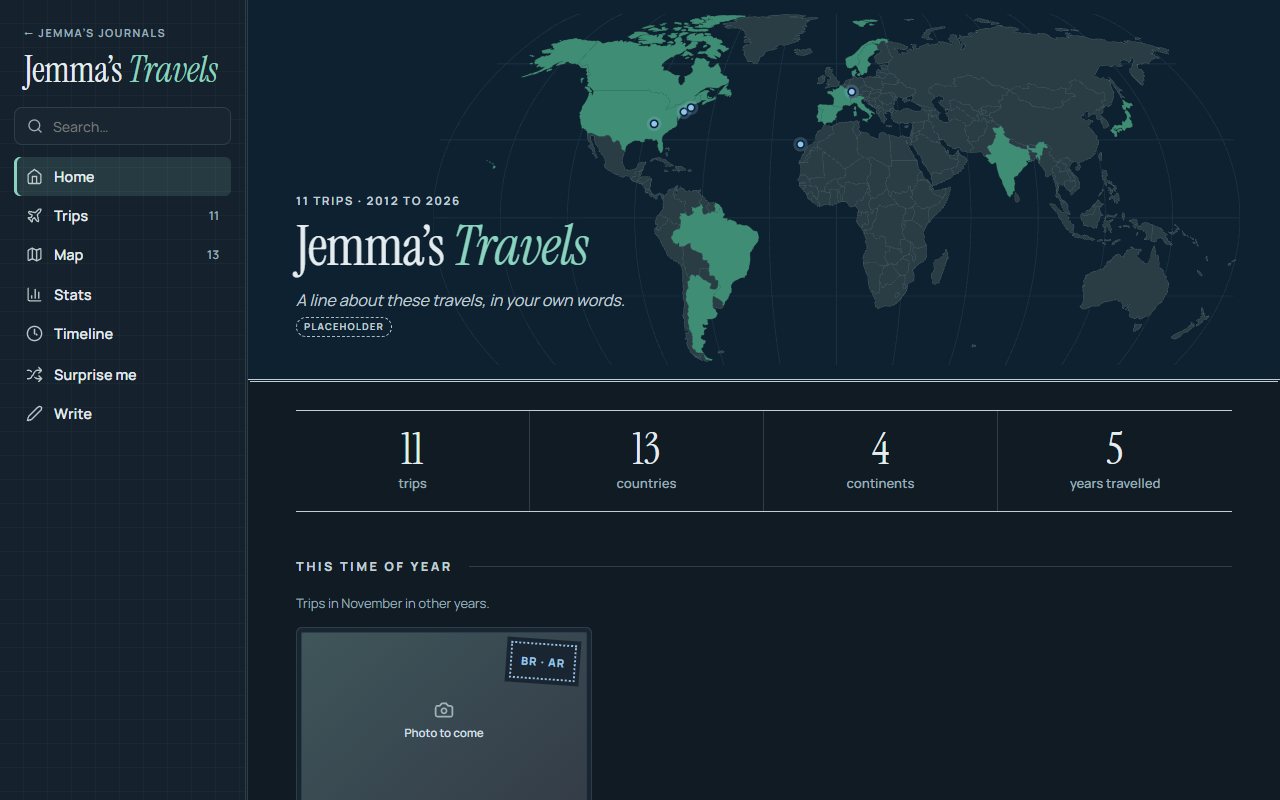 ← JEMMA’S JOURNALS
Jemma’s Travels
Search…
Home
Trips 11
Map 13
Stats
Timeline
Surprise me
Write
11 TRIPS · 2012 TO 2026
Jemma’s Travels
A line about these travels, in your own words.
PLACEHOLDER
11
trips
13
countries
4
continents
5
years travelled
THIS TIME OF YEAR
Trips in November in other years.
BR · AR
Photo to come